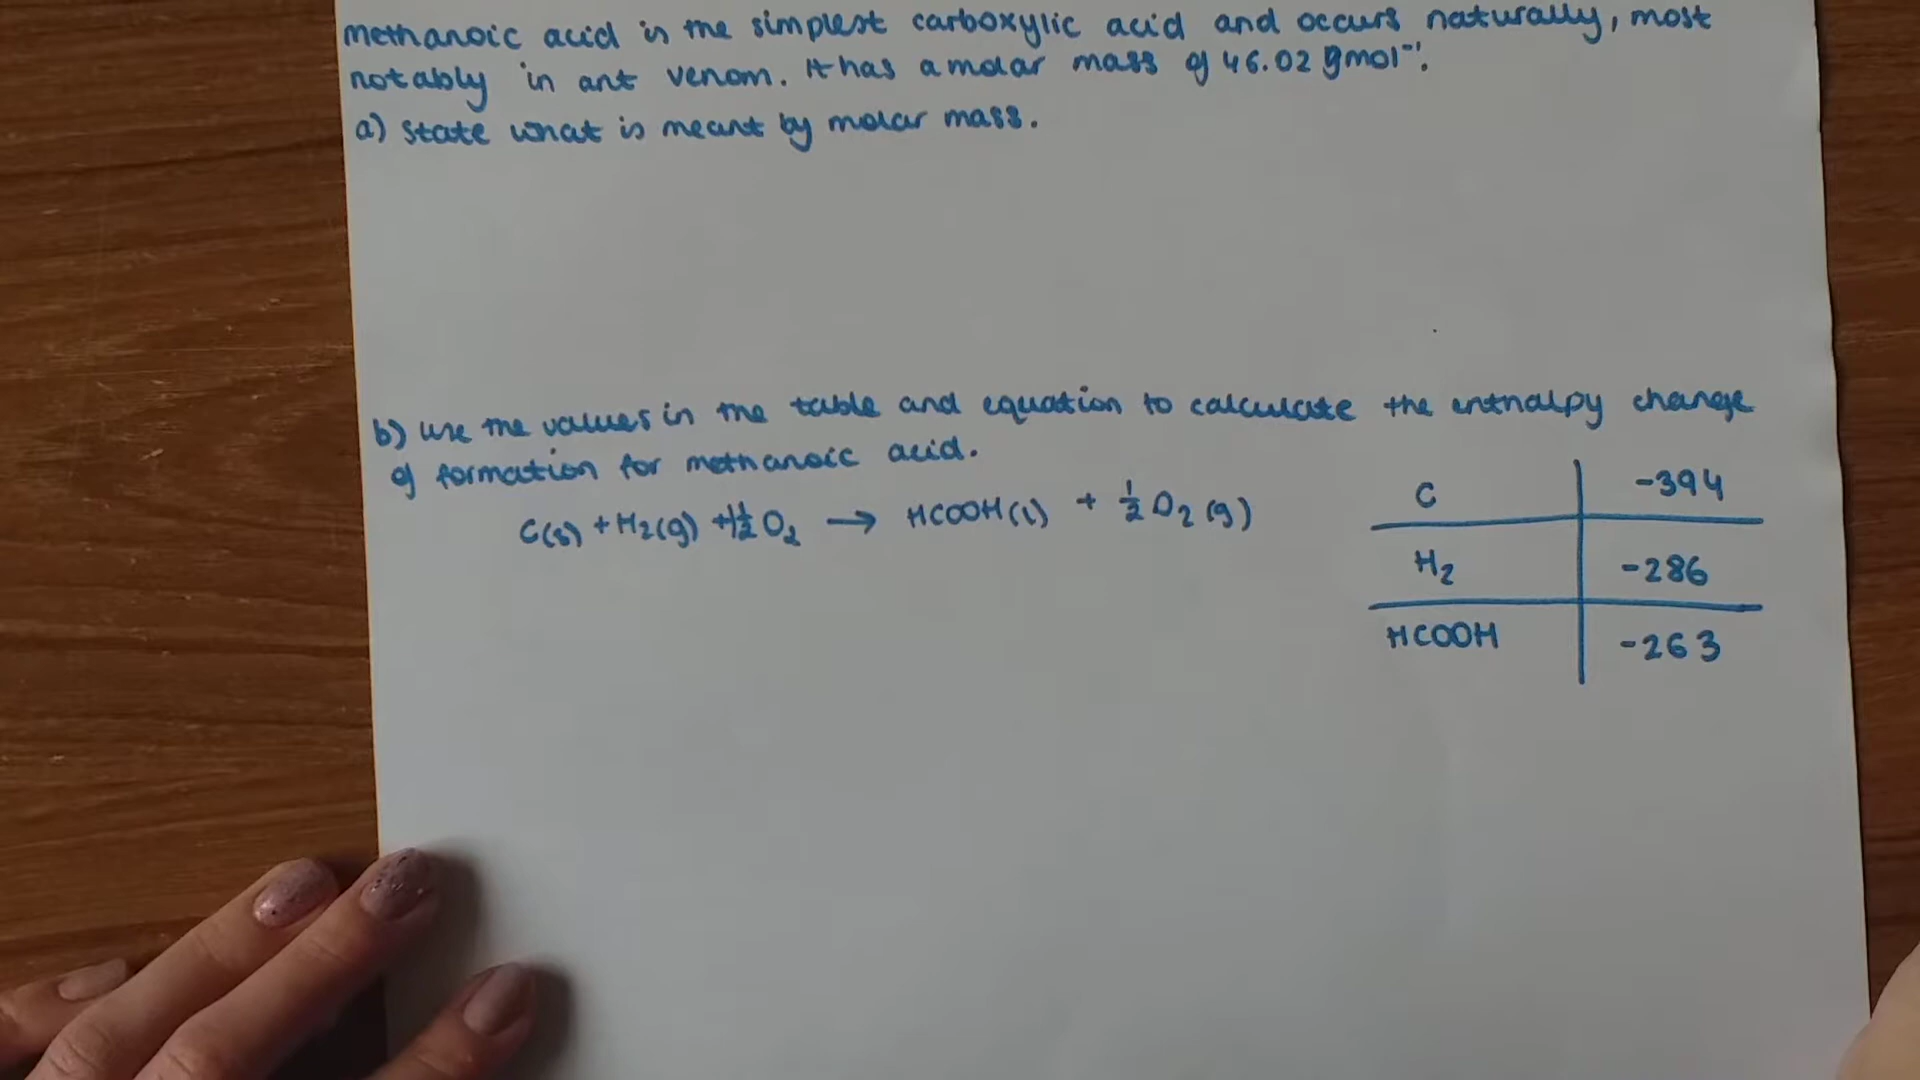 methanoic acid is the simplest carboxylic acid and occurs naturally, most
notably in ant venom. It has a molar mass of 46.02 gmol⁻¹.
a) State what is meant by molar mass.
b) Use the values in the table and equation to calculate the enthalpy change
of formation for methanoic acid.
C(s) + H₂(g) + 1½ O₂ → HCOOH(l) + ½ O₂ (g)
C -394
H₂ -286
HCOOH -263